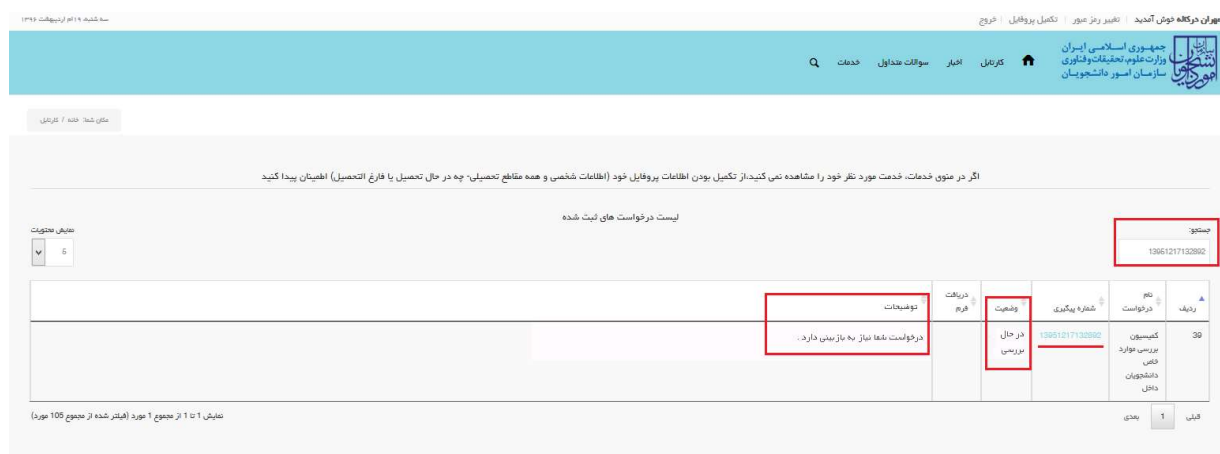 مهران درکاله خوش آمدید | تغییر رمز عبور | تکمیل پروفایل | خروج
سه شنبه، ۱۹ام اردیبهشت ۱۳۹۶
جمهوری اسلامی ایران
وزارت علوم، تحقیقات و فناوری
سازمان امور دانشجویان
کارتابل اخبار سوالات متداول خدمات
مکان شما: خانه / کارتابل
اگر در منوی خدمات، خدمت مورد نظر خود را مشاهده نمی کنید،از تکمیل بودن اطلاعات پروفایل خود (اطلاعات شخصی و همه مقاطع تحصیلی- چه در حال تحصیل یا فارغ التحصیل) اطمینان پیدا کنید
لیست درخواست های ثبت شده
جستجو:
13951217132892
نمایش محتویات
6
ردیف نام درخواست شماره پیگیری وضعیت دریافت فرم توضیحات
39 کمیسیون بررسی موارد خاص دانشجویان داخل 13951217132892 در حال بررسی درخواست شما نیاز به بازبینی دارد .
قبلی 1 بعدی
نمایش 1 تا 1 از مجموع 1 مورد (فیلتر شده از مجموع 105 مورد)